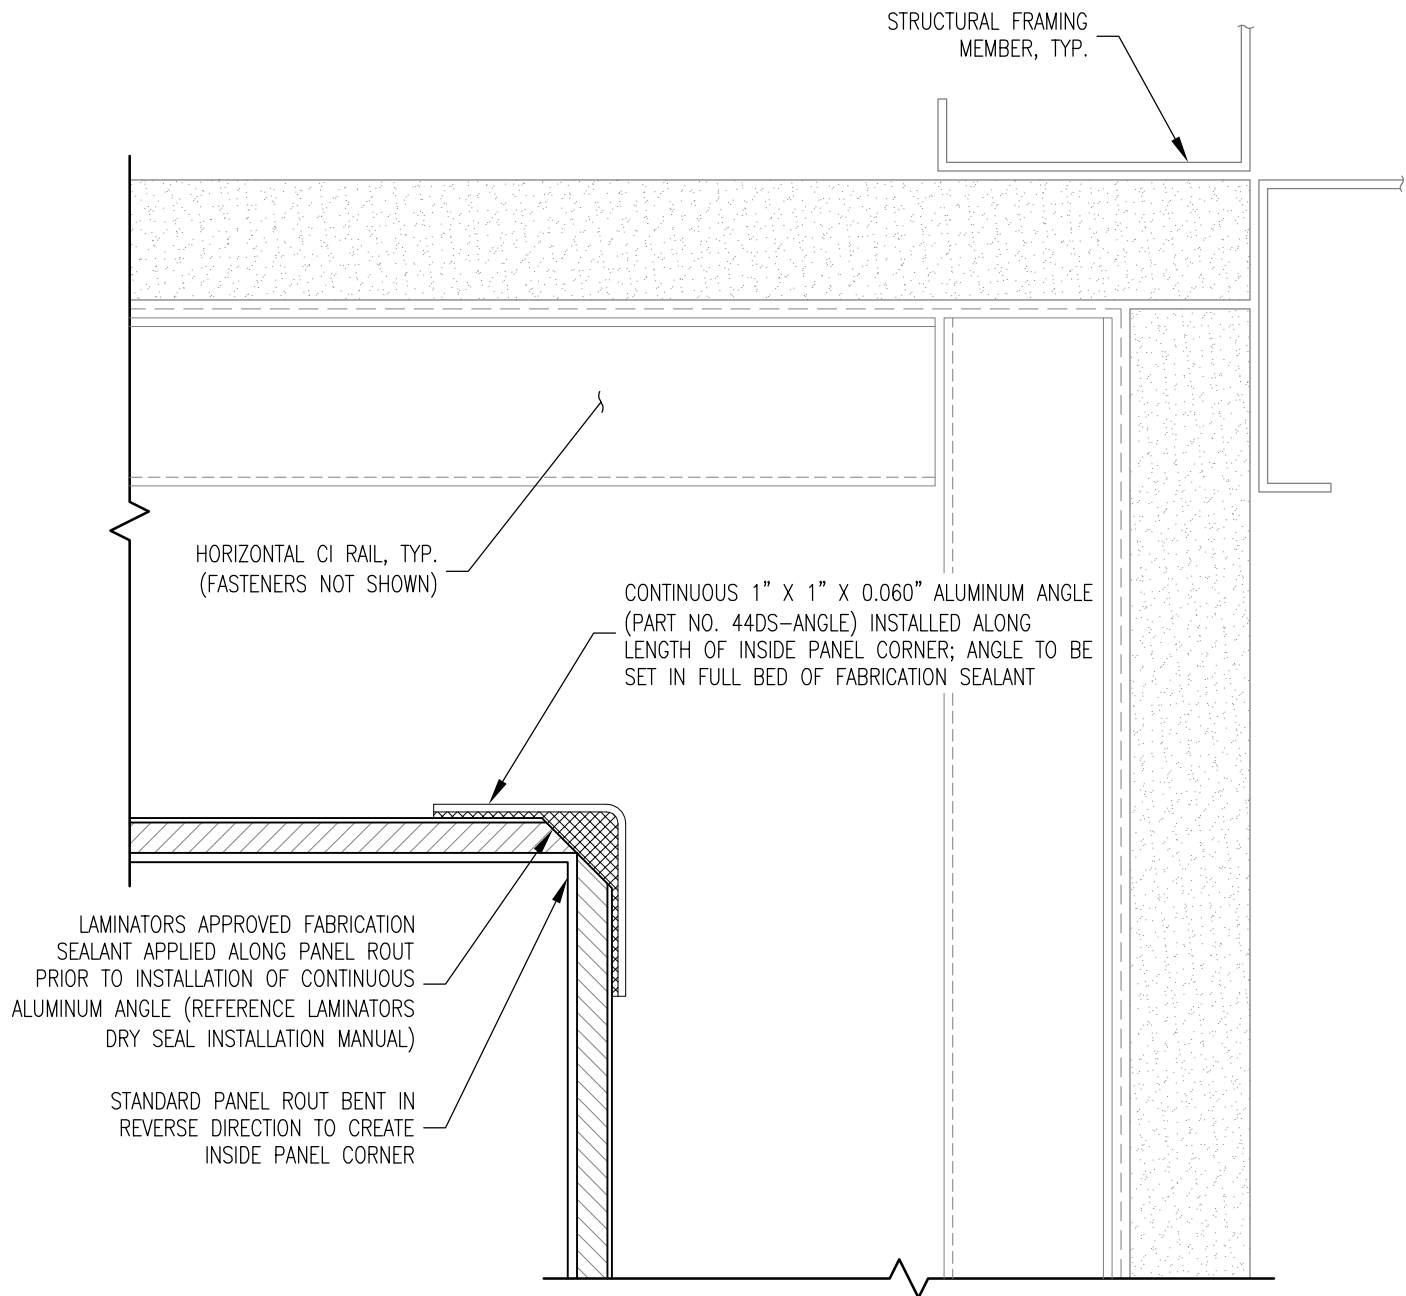 STRUCTURAL FRAMING
MEMBER, TYP.
HORIZONTAL CI RAIL, TYP.
(FASTENERS NOT SHOWN)
CONTINUOUS 1" X 1" X 0.060" ALUMINUM ANGLE
(PART NO. 44DS-ANGLE) INSTALLED ALONG
LENGTH OF INSIDE PANEL CORNER; ANGLE TO BE
SET IN FULL BED OF FABRICATION SEALANT
LAMINATORS APPROVED FABRICATION
SEALANT APPLIED ALONG PANEL ROUT
PRIOR TO INSTALLATION OF CONTINUOUS
ALUMINUM ANGLE (REFERENCE LAMINATORS
DRY SEAL INSTALLATION MANUAL)
STANDARD PANEL ROUT BENT IN
REVERSE DIRECTION TO CREATE
INSIDE PANEL CORNER